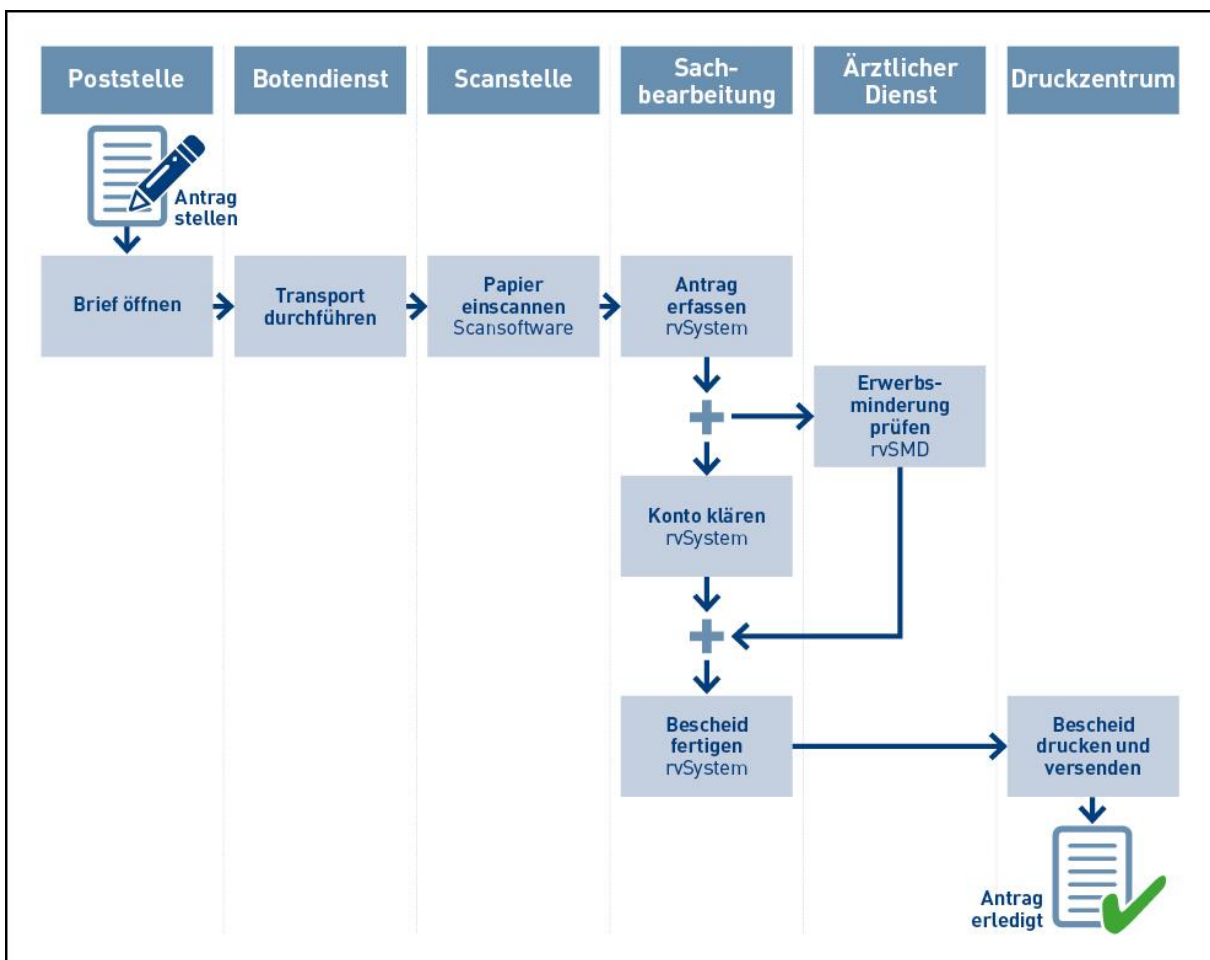 Poststelle
Botendienst
Scanstelle
Sach-
bearbeitung
Ärztlicher
Dienst
Druckzentrum
Antrag
stellen
Brief öffnen
Transport
durchführen
Papier
einscannen
Scansoftware
Antrag
erfassen
rvSystem
Erwerbs-
minderung
prüfen
rvSMD
Konto klären
rvSystem
Bescheid
fertigen
rvSystem
Bescheid
drucken und
versenden
Antrag
erledigt